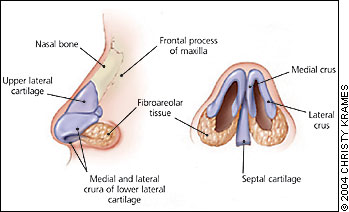 Nasal bone
Frontal process
of maxilla
Upper lateral
cartilage
Fibroareolar
tissue
Medial and lateral
crura of lower lateral
cartilage
Medial crus
Lateral
crus
Septal cartilage
© 2004 CHRISTY KRAMES